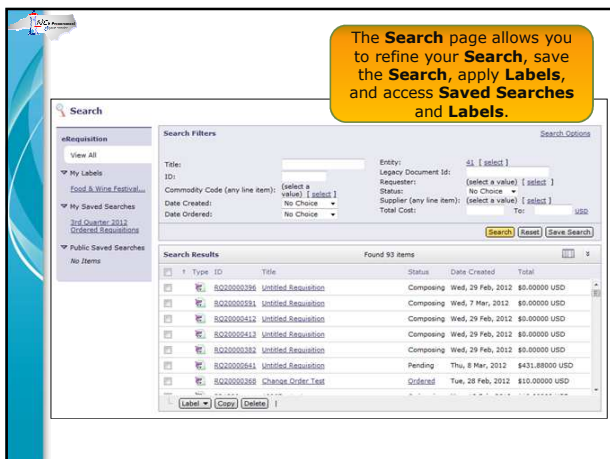 NC e-Procurement
The Search page allows you
to refine your Search, save
the Search, apply Labels,
and access Saved Searches
and Labels.
Search
eRequisition
View All
My Labels
Food & Wine Festival...
My Saved Searches
3rd Quarter 2012
Ordered Requisitions
Public Saved Searches
No Items
Search Filters
Search Options
Title:
ID:
Commodity Code (any line item): (select a value) [ select ]
Date Created: No Choice
Date Ordered: No Choice
Entity: 41 [ select ]
Legacy Document Id:
Requester: (select a value) [ select ]
Status: No Choice
Supplier (any line item): (select a value) [ select ]
Total Cost: To: USD
Search Reset Save Search
Search Results Found 93 items
! Type ID Title Status Date Created Total
RQ20000396 Untitled Requisition Composing Wed, 29 Feb, 2012 $0.00000 USD
RQ20000591 Untitled Requisition Composing Wed, 7 Mar, 2012 $0.00000 USD
RQ20000412 Untitled Requisition Composing Wed, 29 Feb, 2012 $0.00000 USD
RQ20000413 Untitled Requisition Composing Wed, 29 Feb, 2012 $0.00000 USD
RQ20000382 Untitled Requisition Composing Wed, 29 Feb, 2012 $0.00000 USD
RQ20000641 Untitled Requisition Pending Thu, 8 Mar, 2012 $431.88000 USD
RQ20000368 Change Order Test Ordered Tue, 28 Feb, 2012 $10.00000 USD
Label Copy Delete